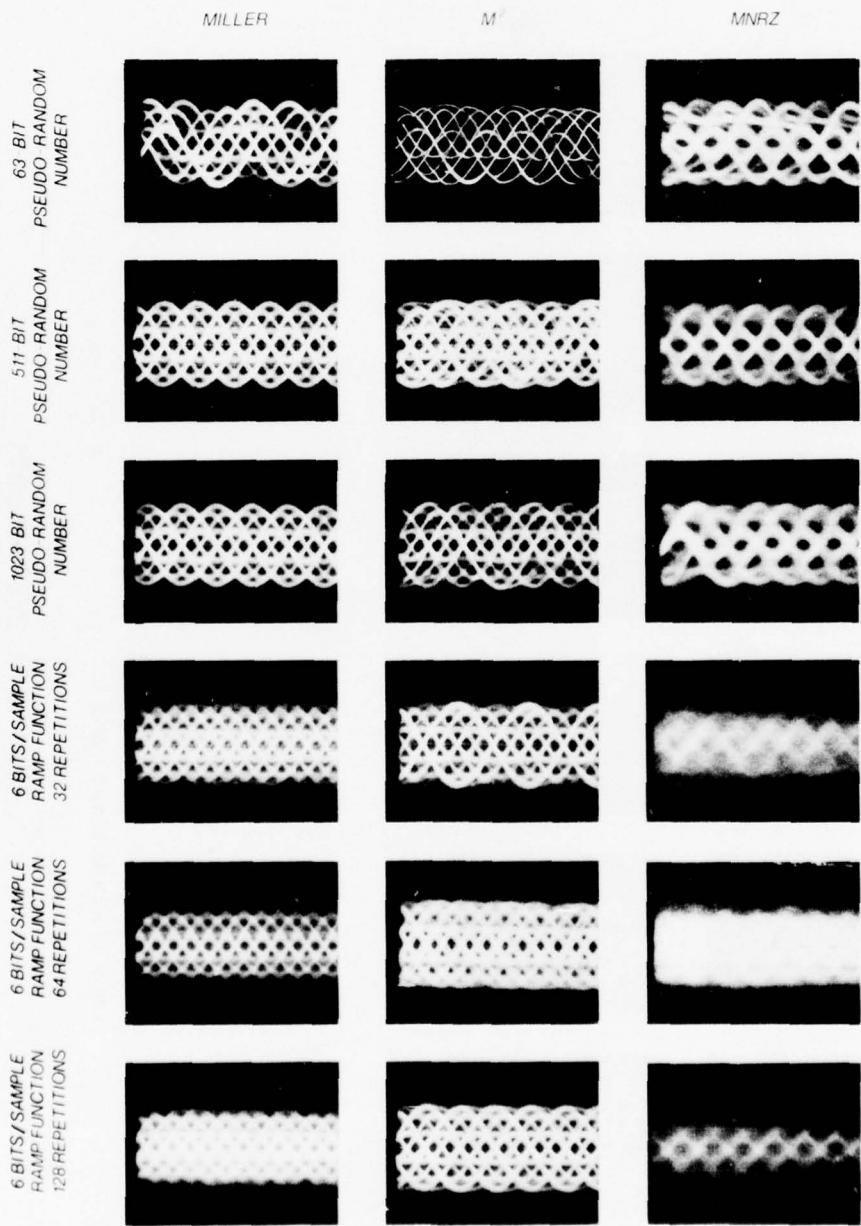 MILLER
M²
MNRZ
63 BIT
PSEUDO RANDOM
NUMBER
511 BIT
PSEUDO RANDOM
NUMBER
1023 BIT
PSEUDO RANDOM
NUMBER
6 BITS/SAMPLE
RAMP FUNCTION
32 REPETITIONS
6 BITS/SAMPLE
RAMP FUNCTION
64 REPETITIONS
6 BITS/SAMPLE
RAMP FUNCTION
128 REPETITIONS